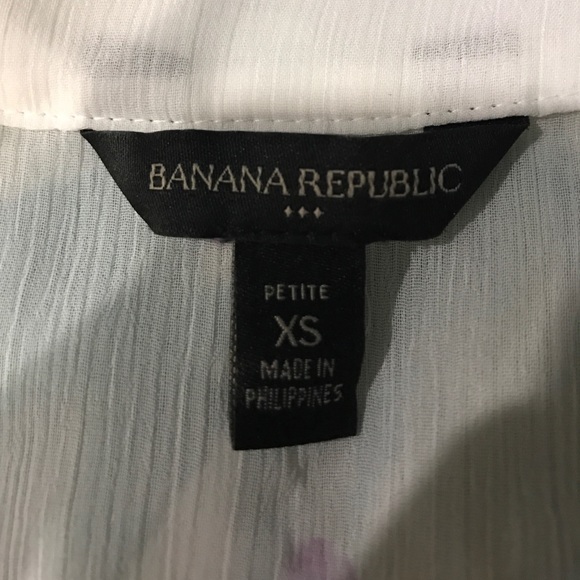 BANANA REPUBLIC
PETITE
XS
MADE IN
PHILIPPINES